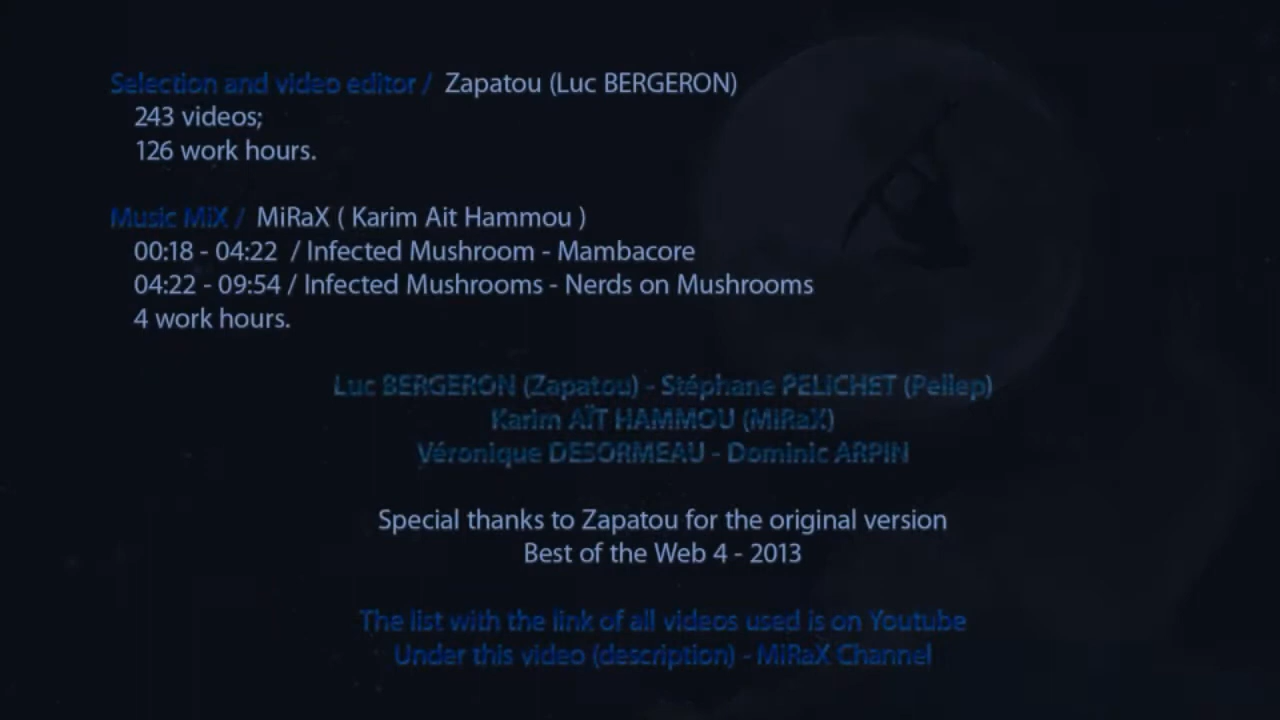 Selection and video editor / Zapatou (Luc BERGERON)
243 videos;
126 work hours.
Music MiX / MiRaX ( Karim Ait Hammou )
00:18 - 04:22 / Infected Mushroom - Mambacore
04:22 - 09:54 / Infected Mushrooms - Nerds on Mushrooms
4 work hours.
Luc BERGERON (Zapatou) - Stéphane PELICHET (Pellep)
Karim AÏT HAMMOU (MiRaX)
Véronique DESORMEAU - Dominic ARPIN
Special thanks to Zapatou for the original version
Best of the Web 4 - 2013
The list with the link of all videos used is on Youtube
Under this video (description) - MiRaX Channel